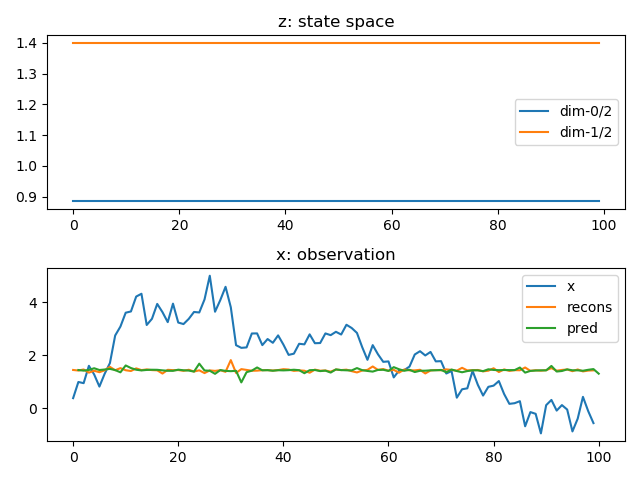 z: state space
1.4
1.3
1.2
1.1
1.0
0.9
dim-0/2
dim-1/2
0 20 40 60 80 100
x: observation
4
2
0
x
recons
pred
0 20 40 60 80 100